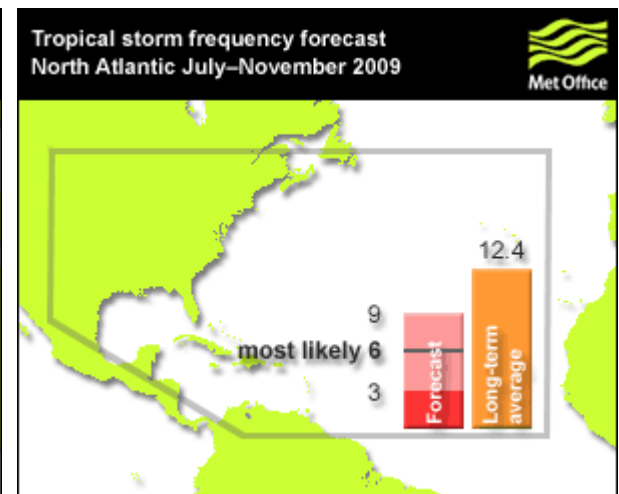 Tropical storm frequency forecast
North Atlantic July–November 2009
Met Office
12.4
9
most likely 6
3
Forecast
Long-term
average